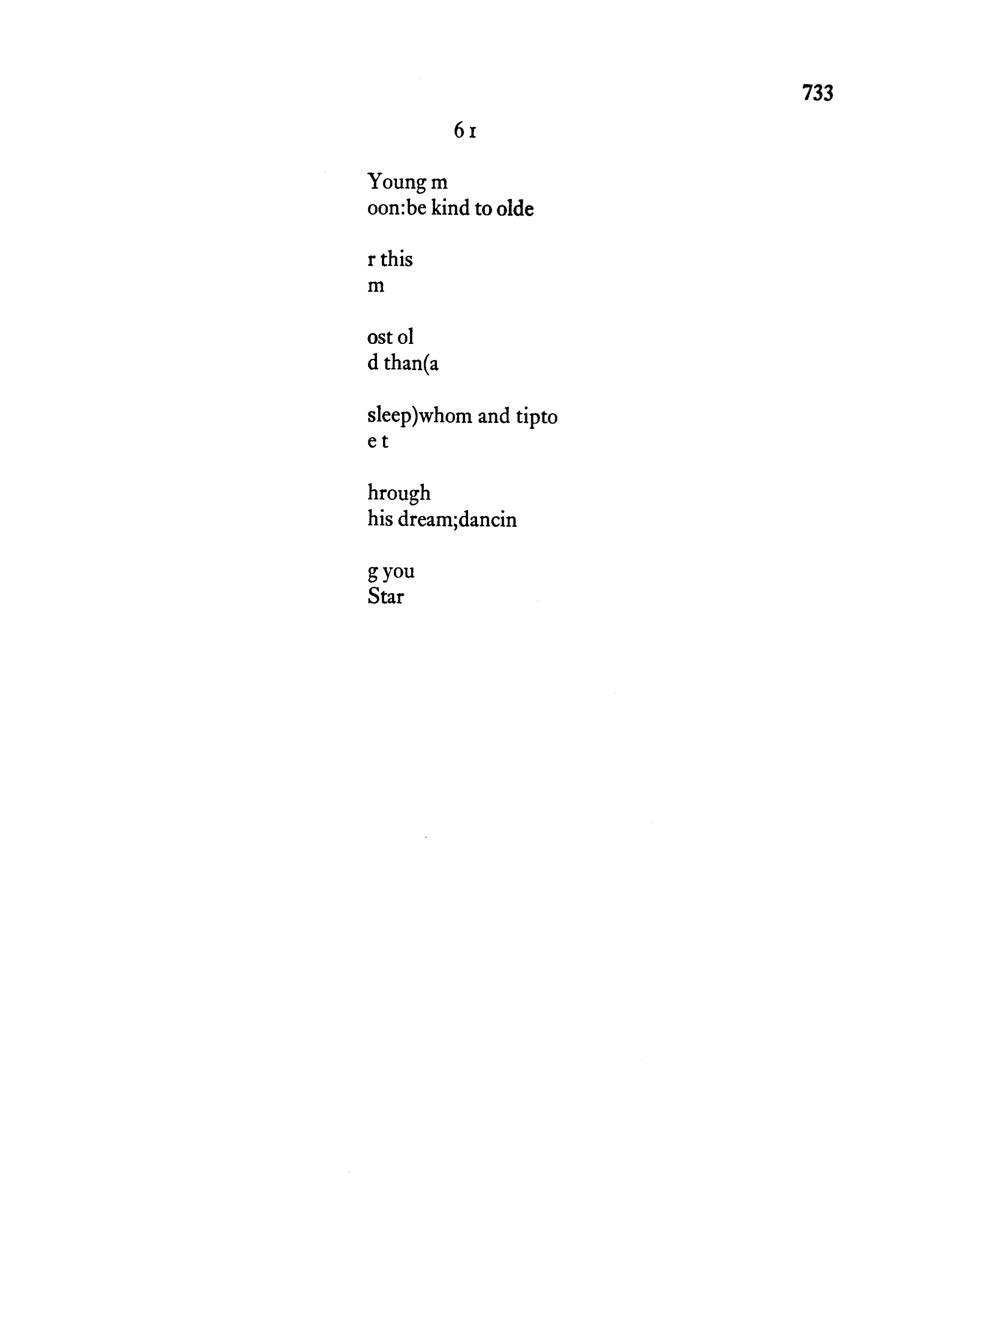 733
61
Young m
oon:be kind to olde
r this
m
ost ol
d than(a
sleep)whom and tipto
e t
hrough
his dream;dancin
g you
Star